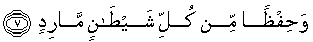 وَحِفْظًا مِّن كُلِّ شَيْطَٰنٍ مَّارِدٍ ﴿٧﴾